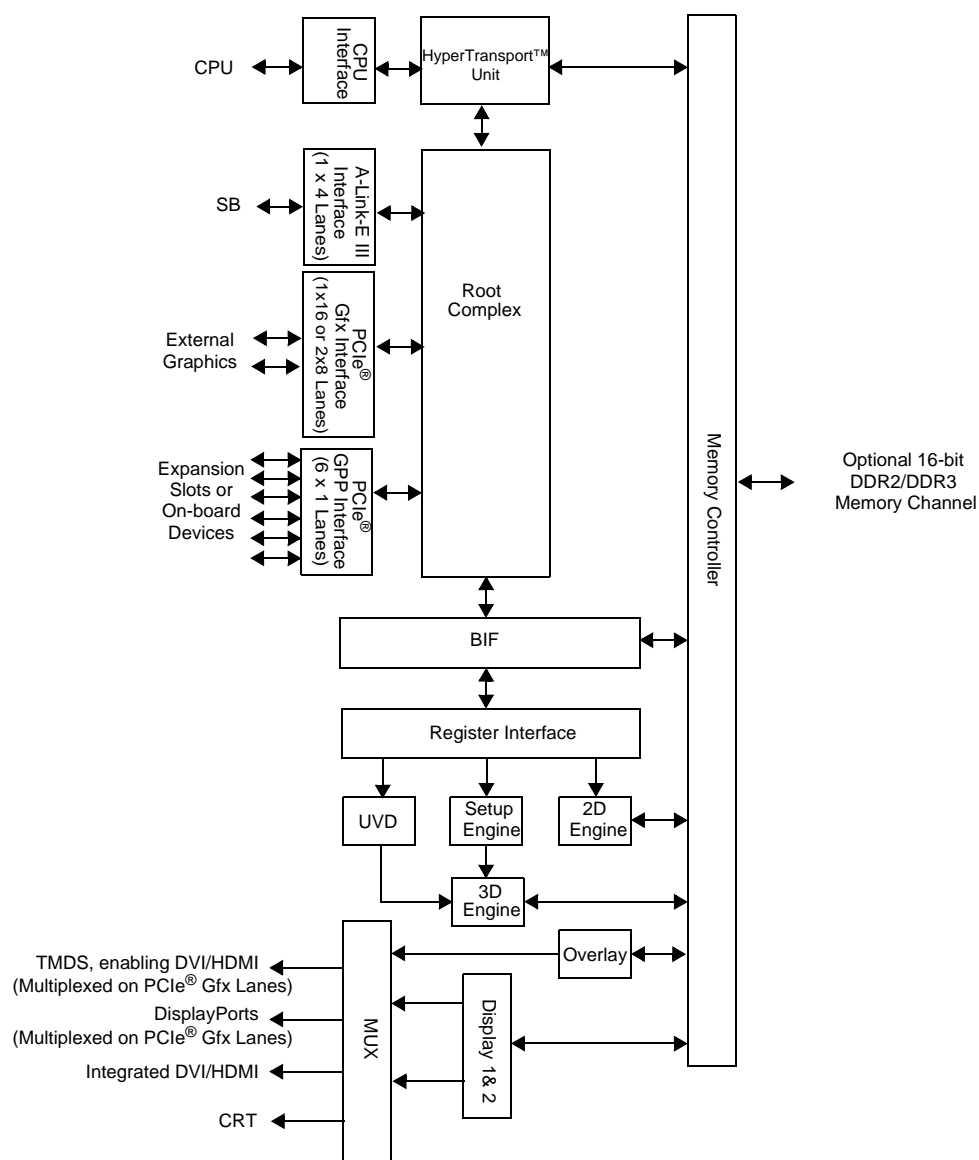 CPU
CPU
Interface
HyperTransport™
Unit
SB
A-Link-E III
Interface
(1 x 4 Lanes)
Root
Complex
External
Graphics
PCIe®
Gfx Interface
(1x16 or 2x8 Lanes)
Expansion
Slots or
On-board
Devices
PCIe®
GPP Interface
(6 x 1 Lanes)
Memory Controller
Optional 16-bit
DDR2/DDR3
Memory Channel
BIF
Register Interface
UVD
Setup
Engine
2D
Engine
3D
Engine
Overlay
TMDS, enabling DVI/HDMI
(Multiplexed on PCIe® Gfx Lanes)
DisplayPorts
(Multiplexed on PCIe® Gfx Lanes)
Integrated DVI/HDMI
CRT
MUX
Display 1& 2